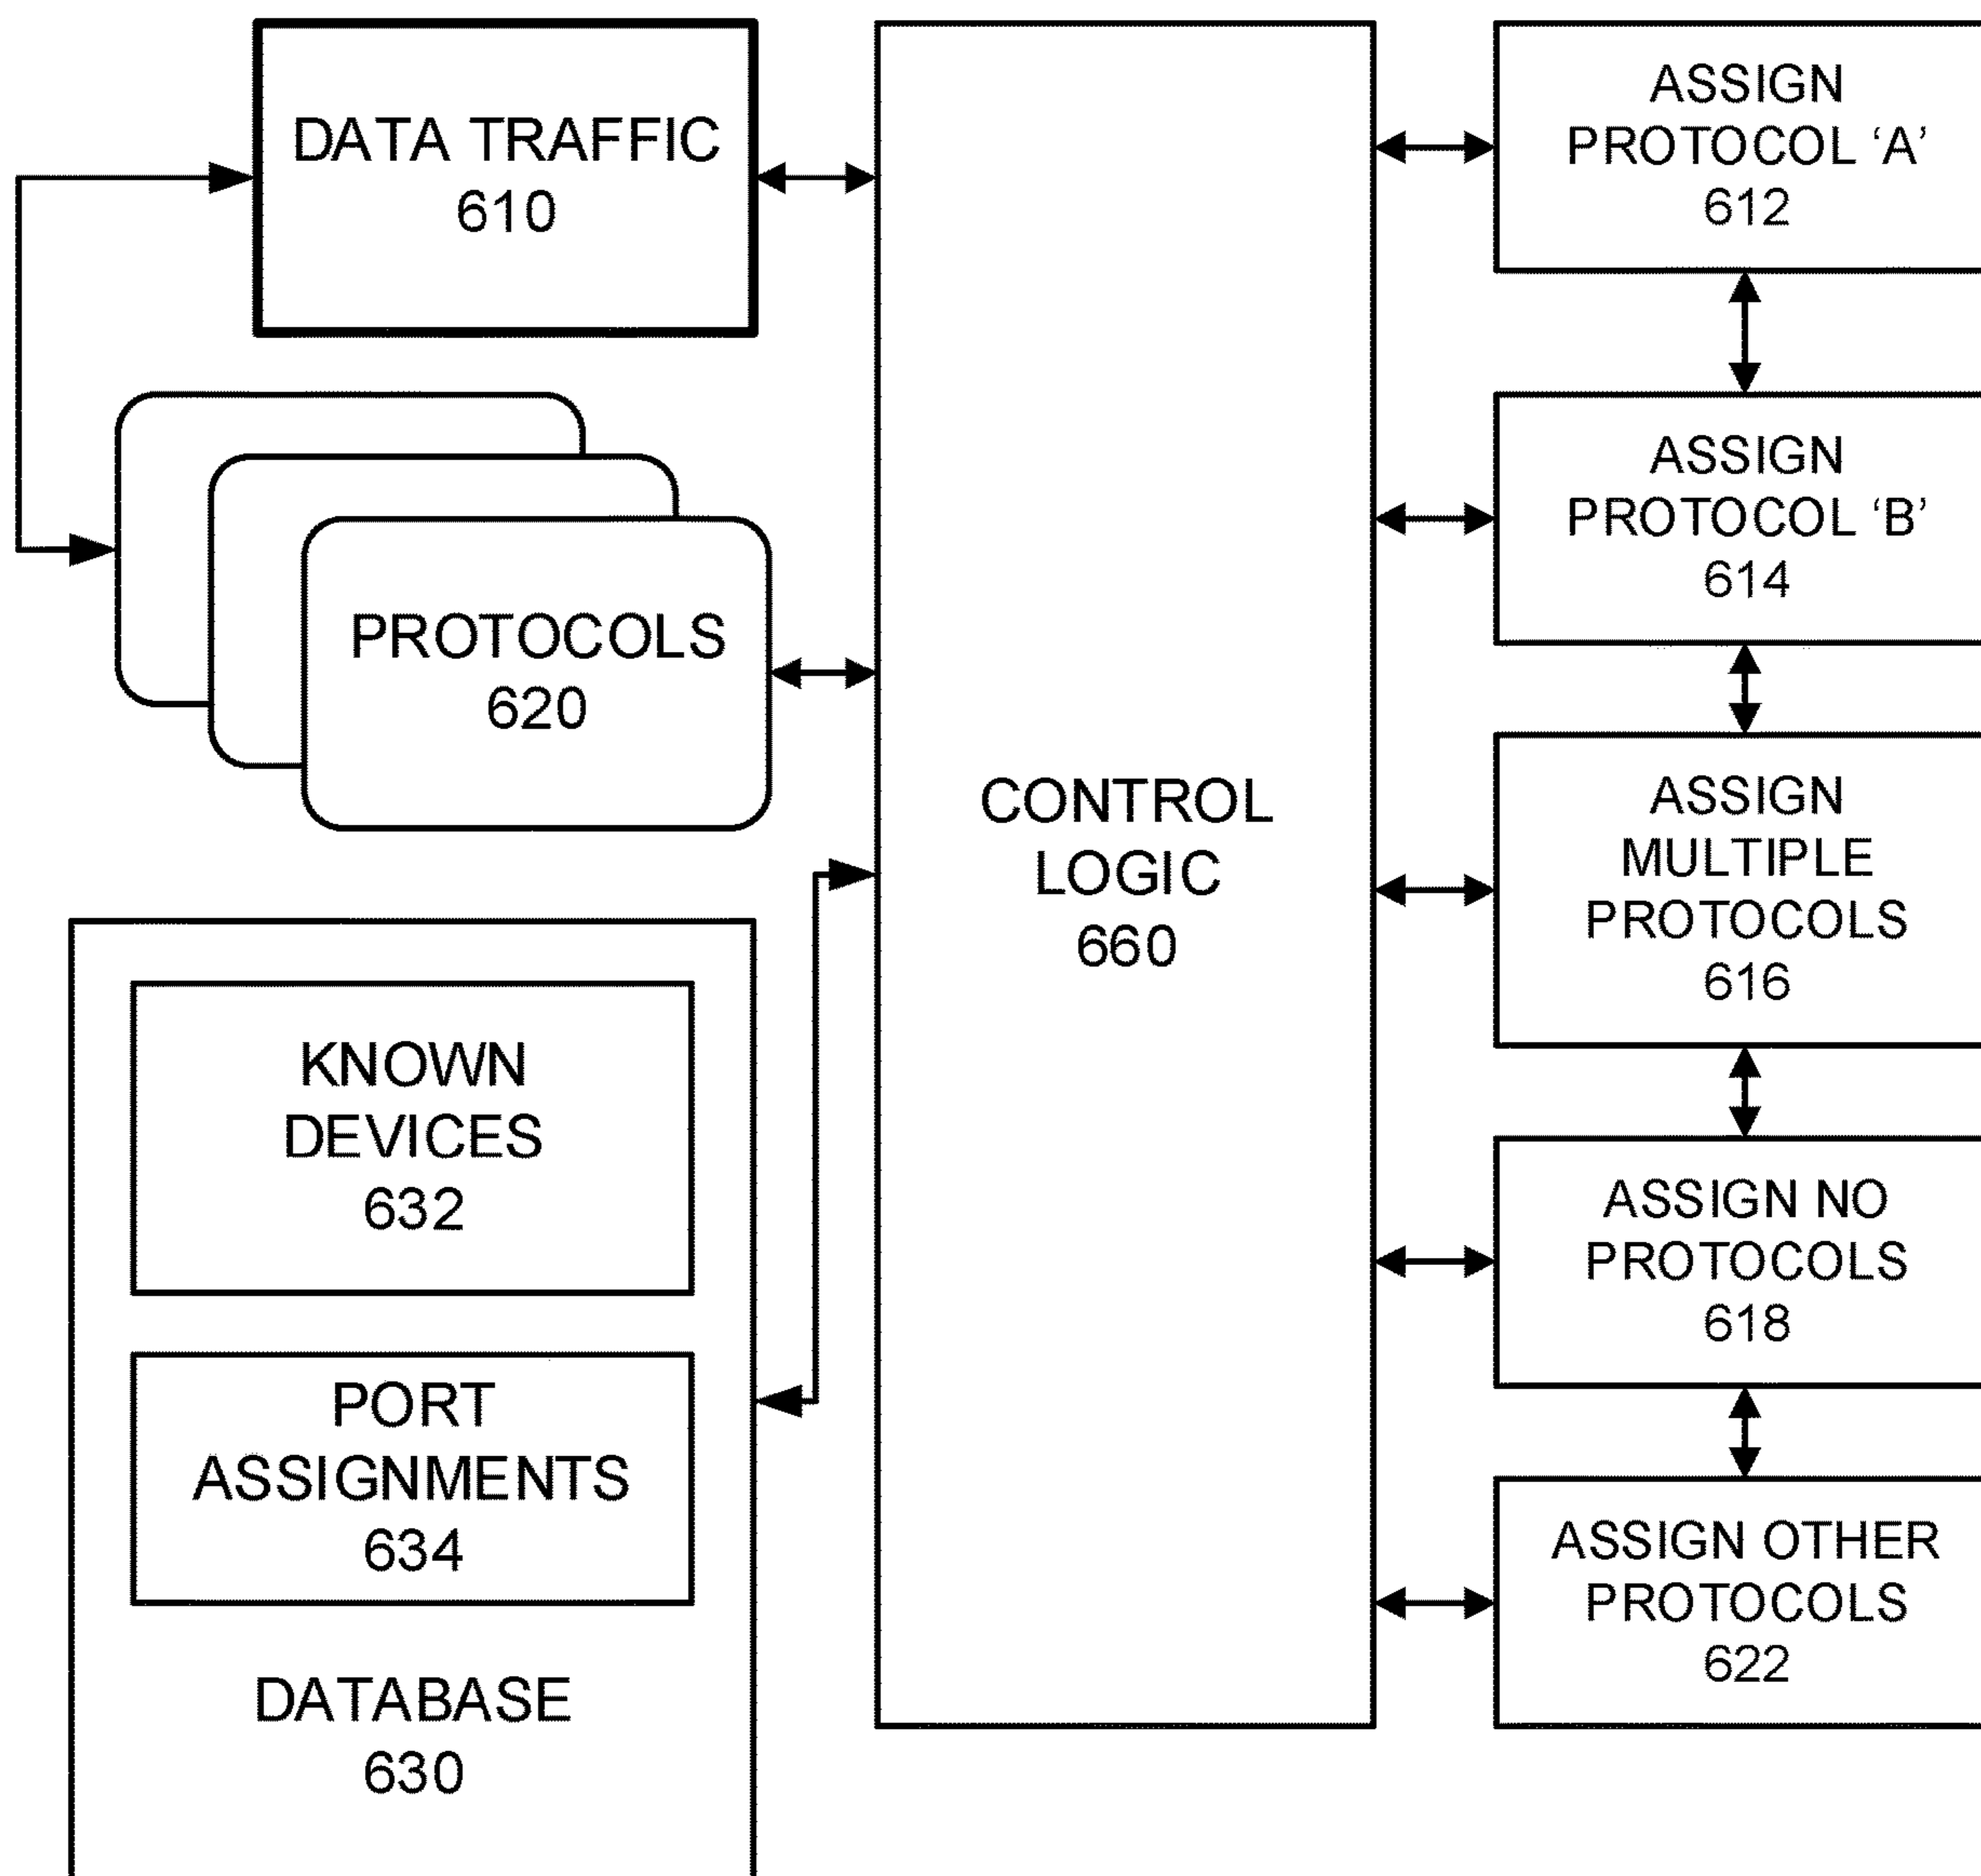 DATA TRAFFIC
610
PROTOCOLS
620
KNOWN
DEVICES
632
PORT
ASSIGNMENTS
634
DATABASE
630
CONTROL
LOGIC
660
ASSIGN
PROTOCOL ‘A’
612
ASSIGN
PROTOCOL ‘B’
614
ASSIGN
MULTIPLE
PROTOCOLS
616
ASSIGN NO
PROTOCOLS
618
ASSIGN OTHER
PROTOCOLS
622